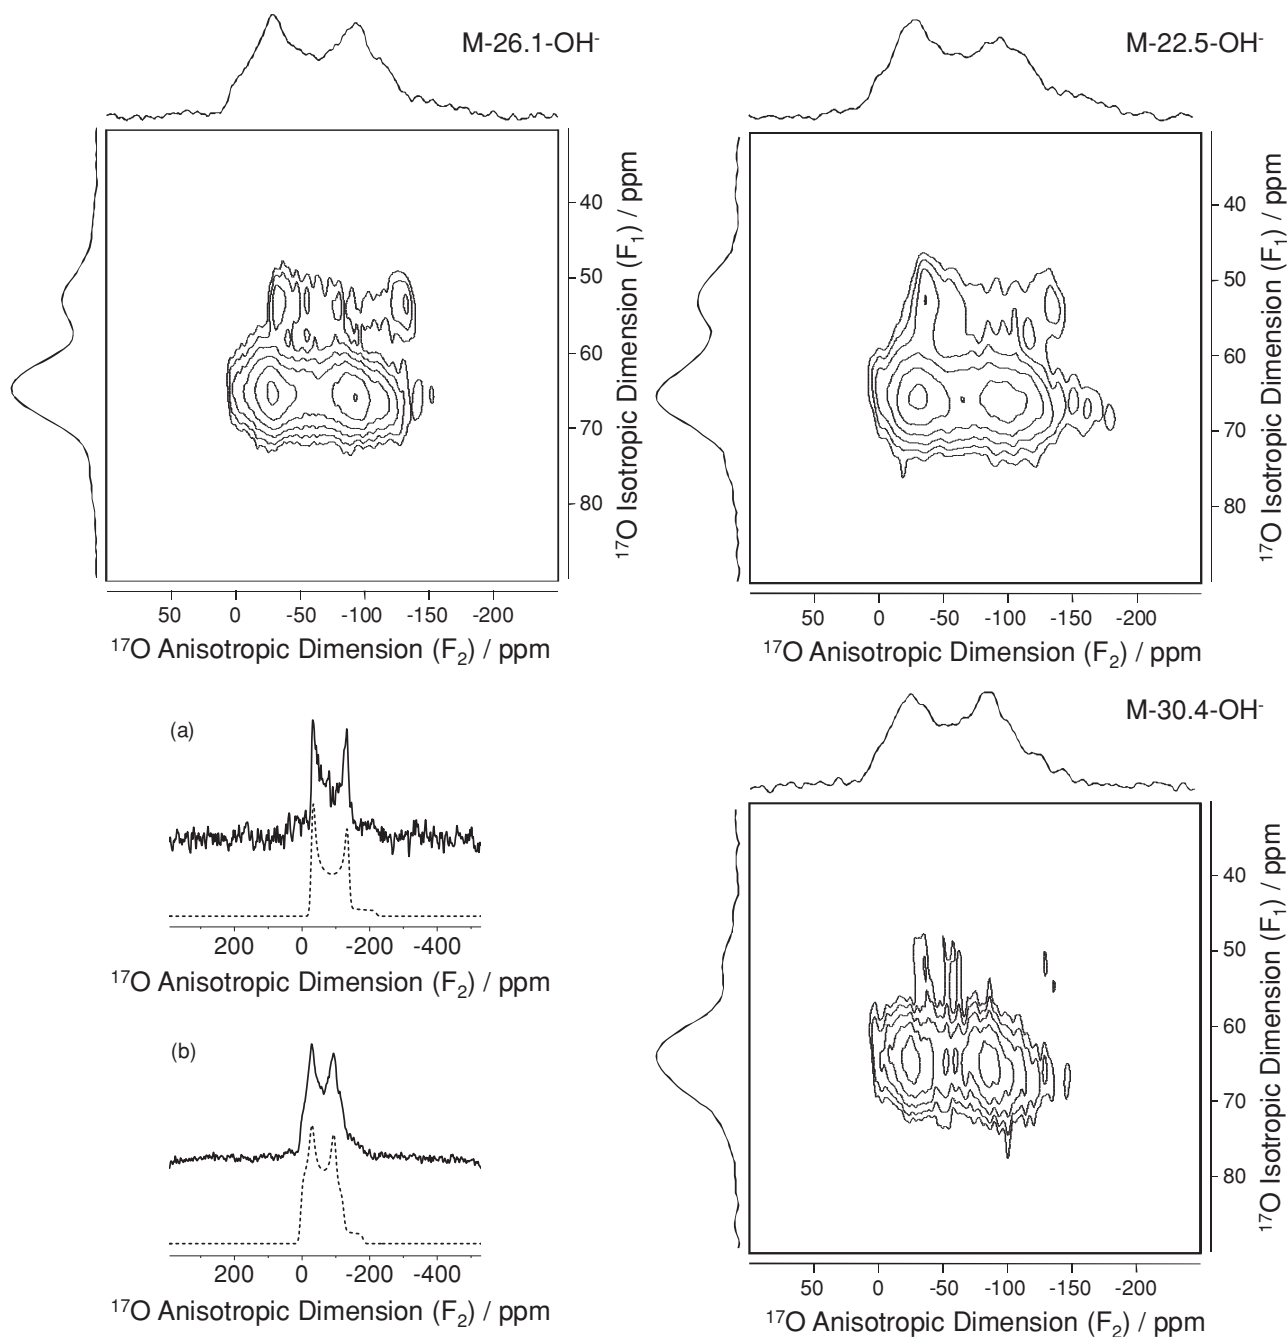 M-26.1-OH⁻
40
50
60
70
80
¹⁷O Isotropic Dimension (F₁) / ppm
50 0 -50 -100 -150 -200
¹⁷O Anisotropic Dimension (F₂) / ppm
M-22.5-OH⁻
40
50
60
70
80
¹⁷O Isotropic Dimension (F₁) / ppm
50 0 -50 -100 -150 -200
¹⁷O Anisotropic Dimension (F₂) / ppm
(a)
200 0 -200 -400
¹⁷O Anisotropic Dimension (F₂) / ppm
(b)
200 0 -200 -400
¹⁷O Anisotropic Dimension (F₂) / ppm
M-30.4-OH⁻
40
50
60
70
80
¹⁷O Isotropic Dimension (F₁) / ppm
50 0 -50 -100 -150 -200
¹⁷O Anisotropic Dimension (F₂) / ppm